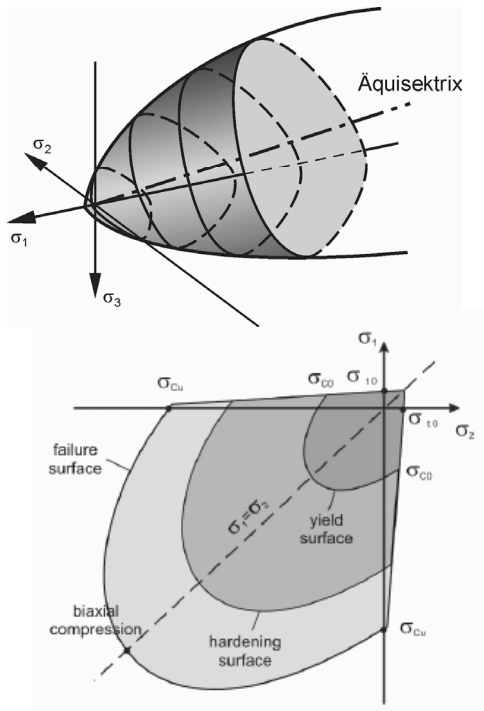 Äquisektrix
σ₂
σ₁
σ₃
σ₁
σCu
σC0
σt0
σt0
σ₂
failure
surface
σC0
σ₁=σ₂
yield
surface
biaxial
compression
hardening
surface
σCu